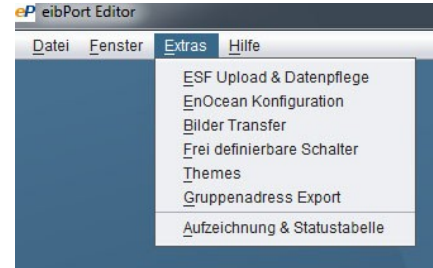 eP eibPort Editor
Datei Fenster Extras Hilfe
ESF Upload & Datenpflege
EnOcean Konfiguration
Bilder Transfer
Frei definierbare Schalter
Themes
Gruppenadress Export
Aufzeichnung & Statustabelle